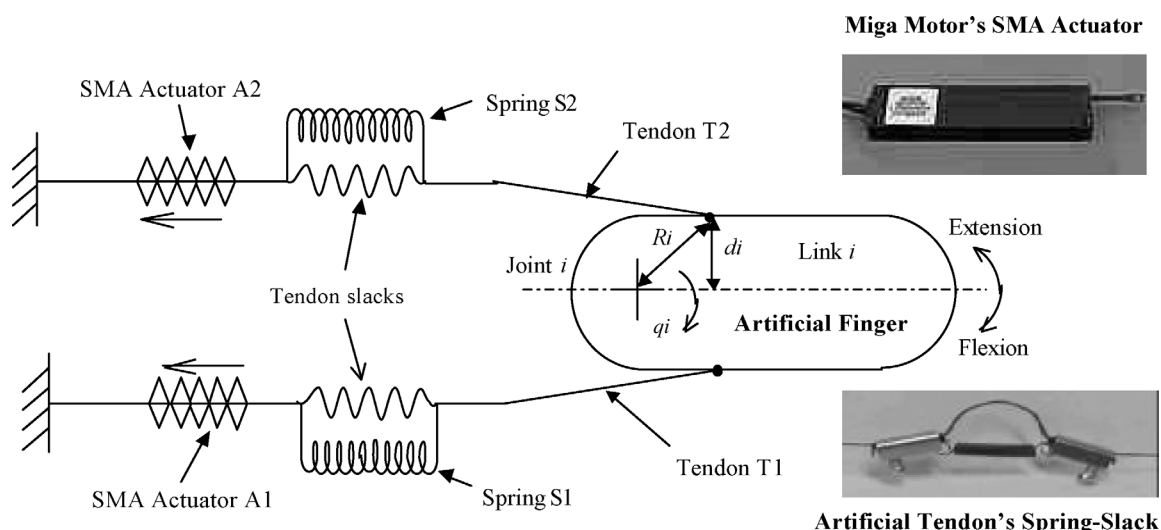 Miga Motor's SMA Actuator
SMA Actuator A2
Spring S2
Tendon T2
Extension
Ri
di
Link i
Joint i
Tendon slacks
qi
Artificial Finger
Flexion
Tendon T1
SMA Actuator A1
Spring S1
Artificial Tendon's Spring-Slack